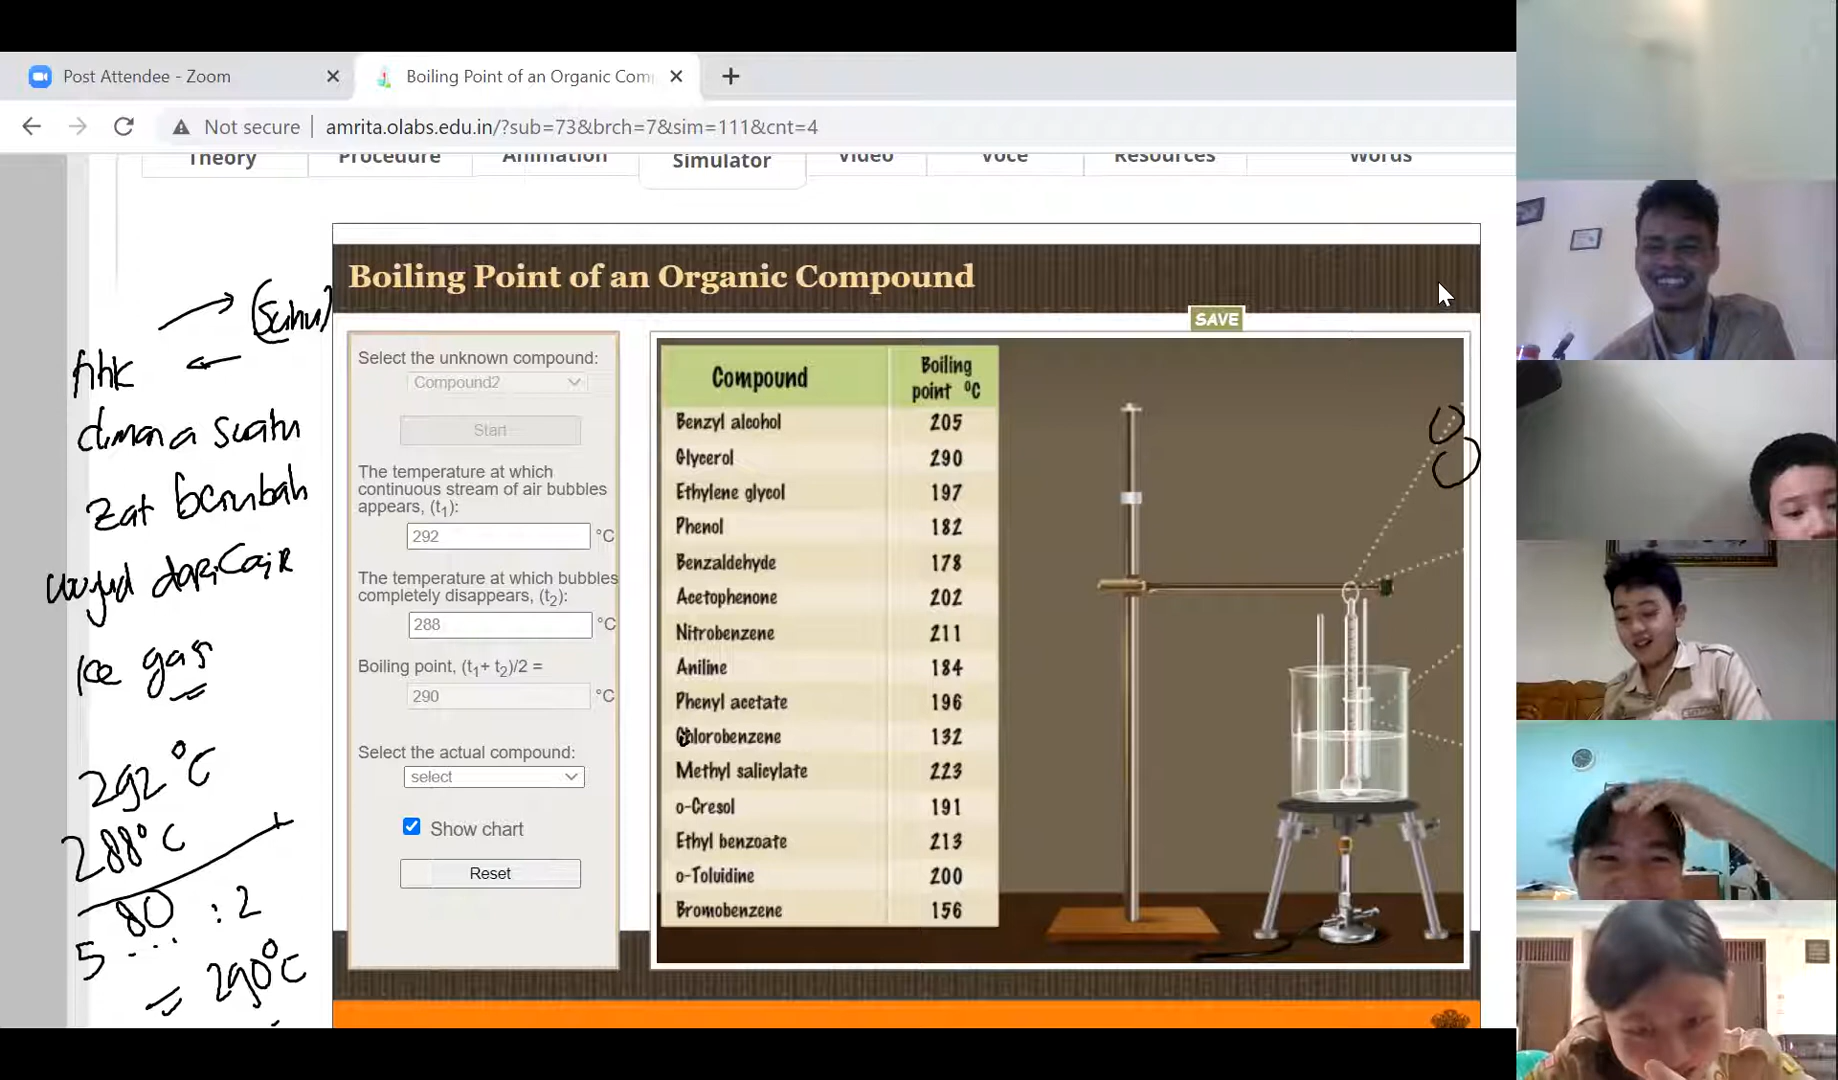 Post Attendee - Zoom
Boiling Point of an Organic Com
Not secure
amrita.olabs.edu.in/?sub=73&brch=7&sim=111&cnt=4
Theory
Procedure
Animation
Simulator
Video
Resources
Words
Boiling Point of an Organic Compound
SAVE
Select the unknown compound:
Compound2
Start
The temperature at which
continuous stream of air bubbles
appears, (t1):
292 °C
The temperature at which bubbles
completely disappears, (t2):
288 °C
Boiling point, (t1+ t2)/2 =
290 °C
Select the actual compound:
select
Show chart
Reset
Compound Boiling point °C
Benzyl alcohol 205
Glycerol 290
Ethylene glycol 197
Phenol 182
Benzaldehyde 178
Acetophenone 202
Nitrobenzene 211
Aniline 184
Phenyl acetate 196
Chlorobenzene 132
Methyl salicylate 223
o-Cresol 191
Ethyl benzoate 213
o-Toluidine 200
Bromobenzene 156
(Suhu)
dimana suatu
zat berubah
wujud dari Cair
ke gas
292 °C
288° C
+
580 : 2
= 290°C